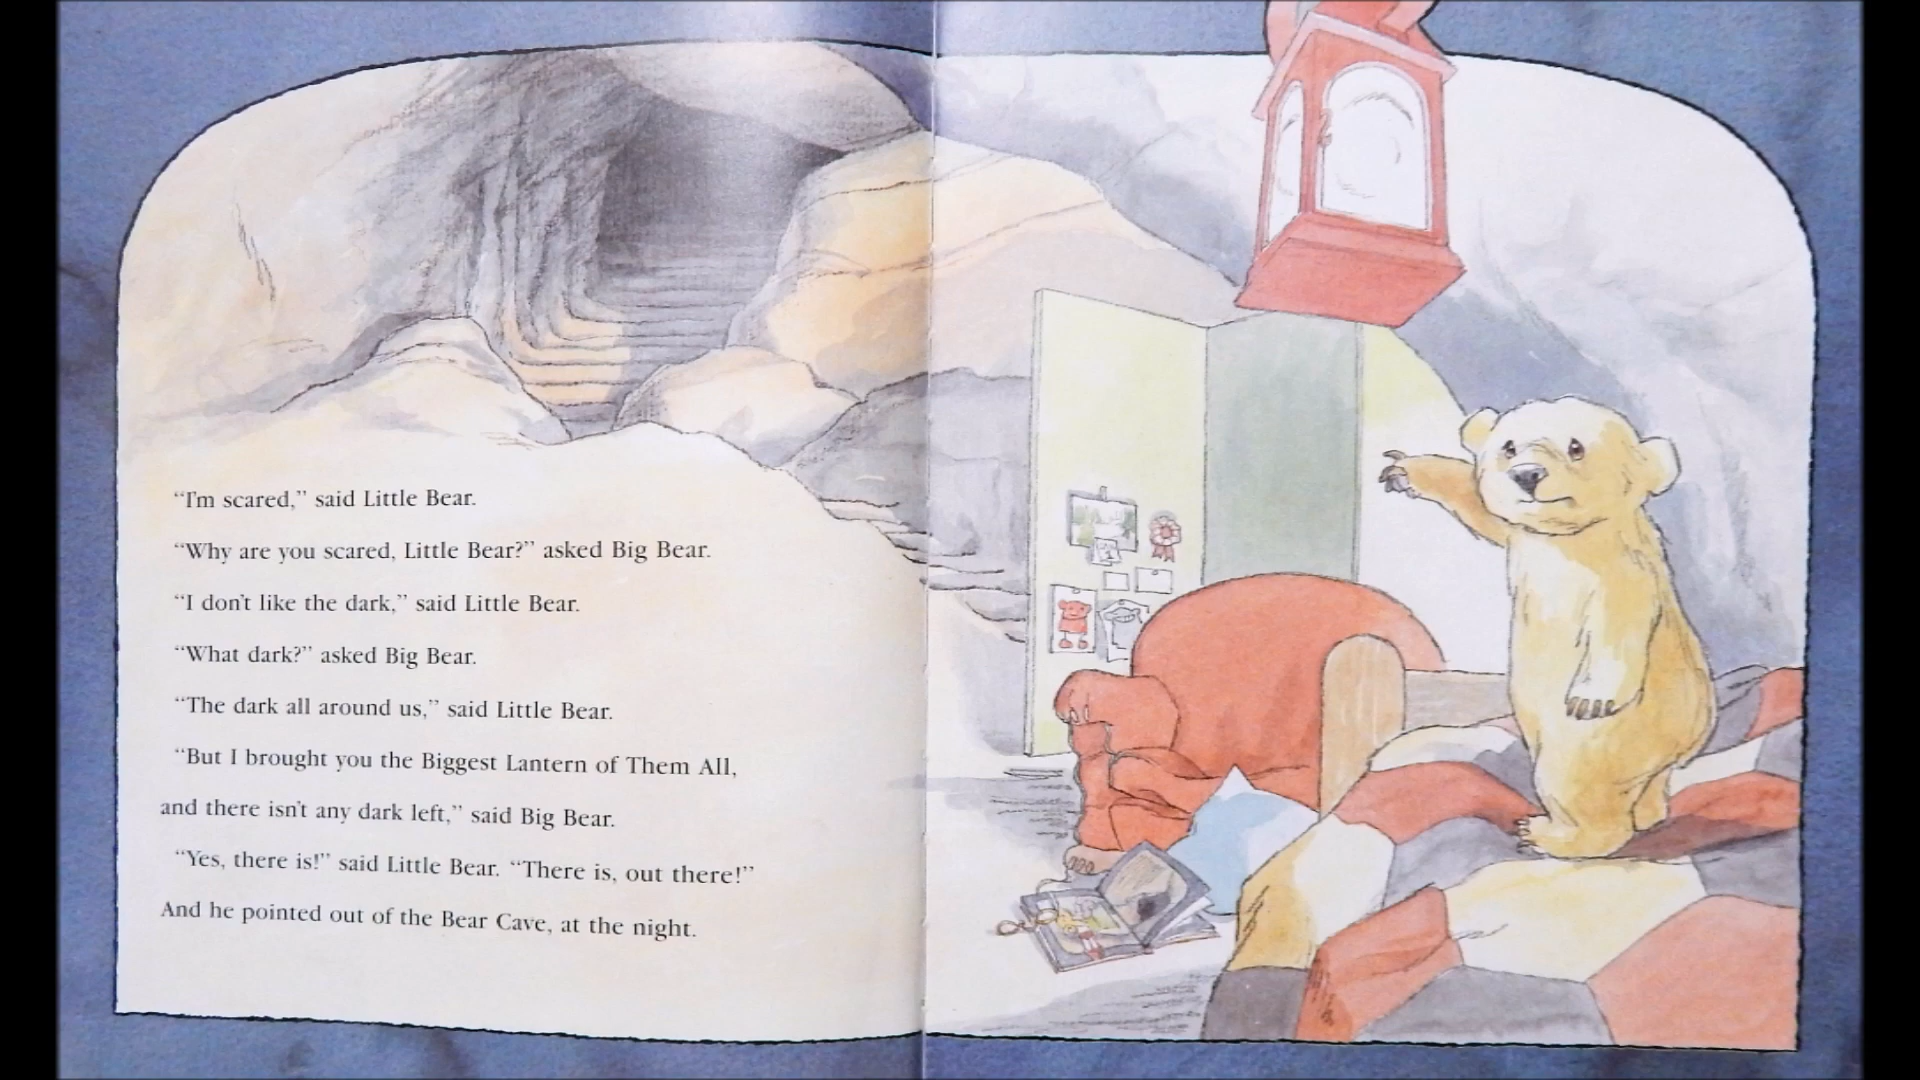 “I'm scared,” said Little Bear.
“Why are you scared, Little Bear?” asked Big Bear.
“I don't like the dark,” said Little Bear.
“What dark?” asked Big Bear.
“The dark all around us,” said Little Bear.
“But I brought you the Biggest Lantern of Them All,
and there isn't any dark left,” said Big Bear.
“Yes, there is!” said Little Bear. “There is, out there!”
And he pointed out of the Bear Cave, at the night.